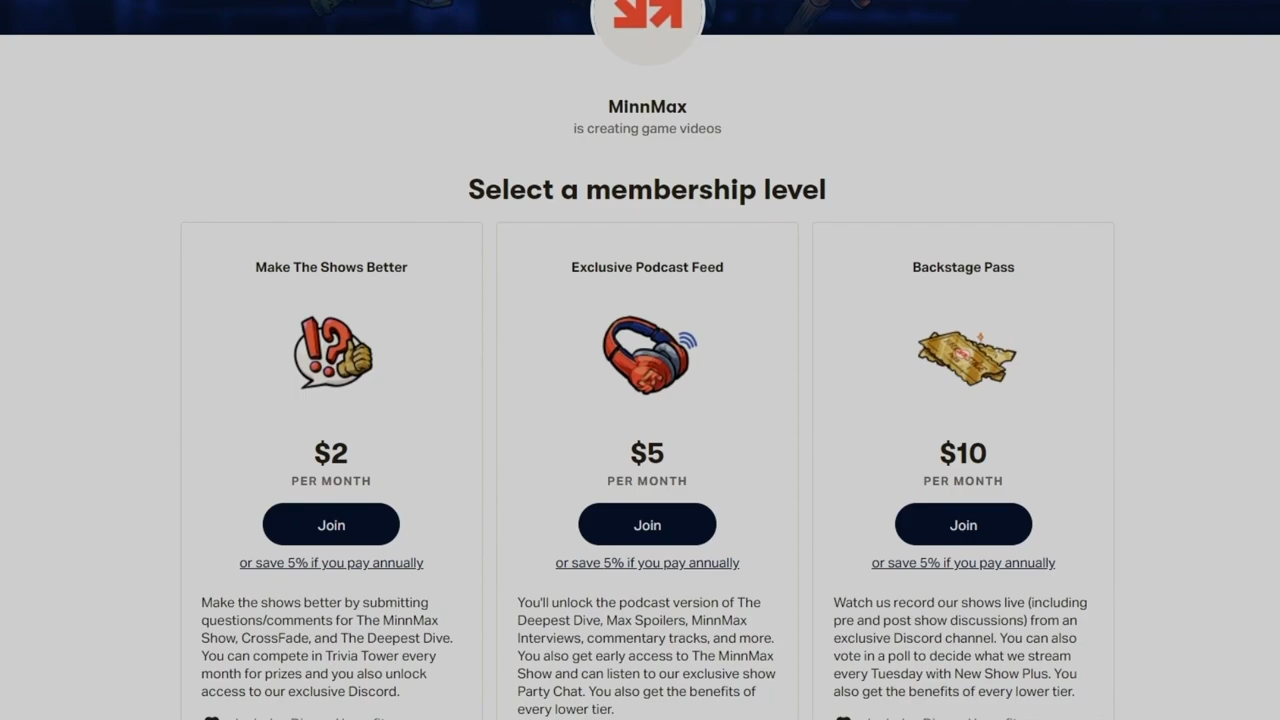 MinnMax
is creating game videos
Select a membership level
Make The Shows Better
$2
PER MONTH
Join
or save 5% if you pay annually
Make the shows better by submitting
questions/comments for The MinnMax
Show, CrossFade, and The Deepest Dive.
You can compete in Trivia Tower every
month for prizes and you also unlock
access to our exclusive Discord.
Exclusive Podcast Feed
$5
PER MONTH
Join
or save 5% if you pay annually
You'll unlock the podcast version of The
Deepest Dive, Max Spoilers, MinnMax
Interviews, commentary tracks, and more.
You also get early access to The MinnMax
Show and can listen to our exclusive show
Party Chat. You also get the benefits of
every lower tier.
Backstage Pass
$10
PER MONTH
Join
or save 5% if you pay annually
Watch us record our shows live (including
pre and post show discussions) from an
exclusive Discord channel. You can also
vote in a poll to decide what we stream
every Tuesday with New Show Plus. You
also get the benefits of every lower tier.